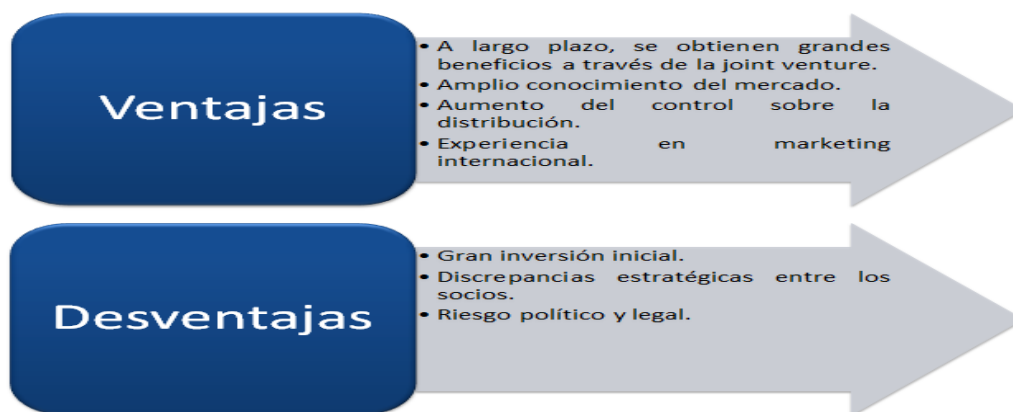 Ventajas
• A largo plazo, se obtienen grandes
beneficios a través de la joint venture.
• Amplio conocimiento del mercado.
• Aumento del control sobre la
distribución.
• Experiencia en marketing
internacional.
Desventajas
• Gran inversión inicial.
• Discrepancias estratégicas entre los
socios.
• Riesgo político y legal.